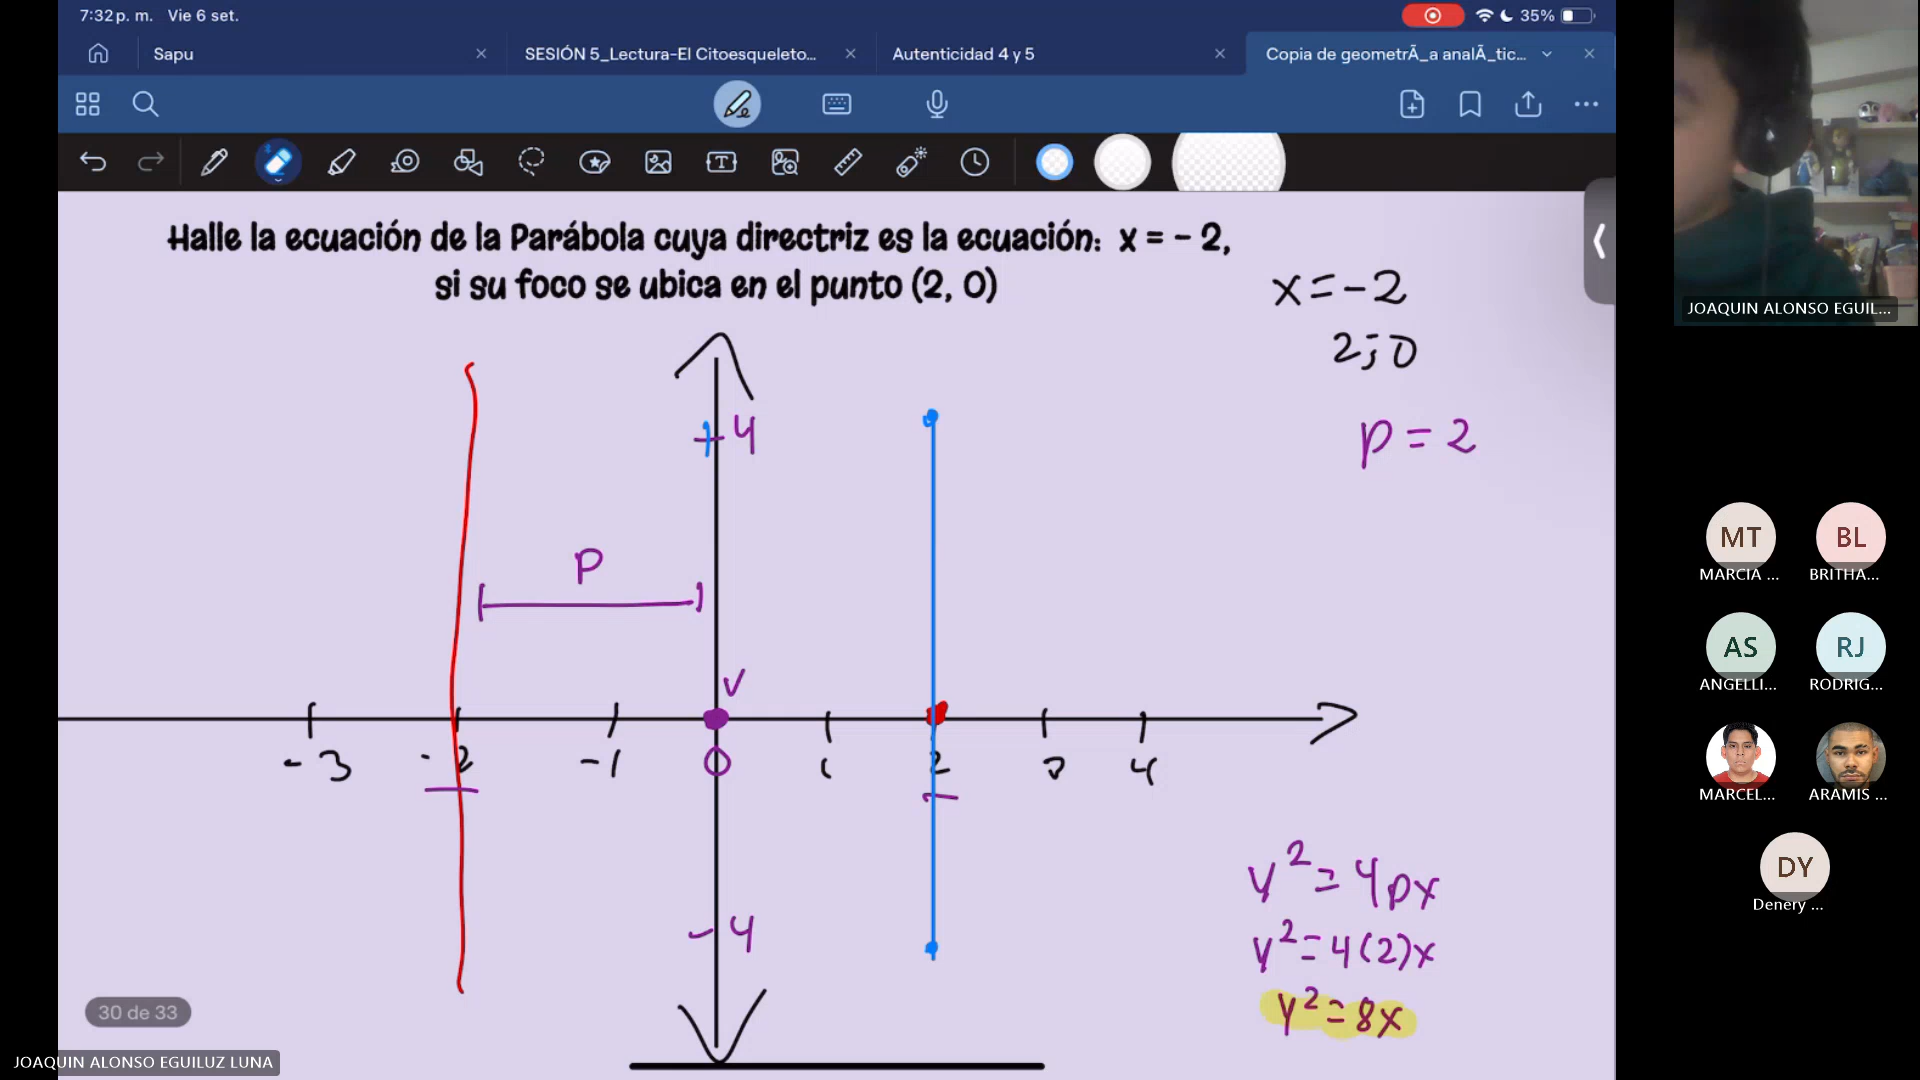 7:32 p. m. Vie 6 set.
35%
Sapu
SESIÓN 5_Lectura-El Citoesqueleto...
Autenticidad 4 y 5
Copia de geometrÃ_a analÃ_tic...
Halle la ecuación de la Parábola cuya directriz es la ecuación: x = - 2,
si su foco se ubica en el punto (2, 0)
x = -2
2;0
p = 2
4
P
V
-3 -2 -1 0 1 2 3 4
-4
y² = 4px
y² = 4(2)x
y² = 8x
30 de 33
JOAQUIN ALONSO EGUILUZ LUNA
JOAQUIN ALONSO EGUIL...
MT
BL
MARCIA ...
BRITHA...
AS
RJ
ANGELLI...
RODRIG...
MARCEL...
ARAMIS ...
DY
Denery ...